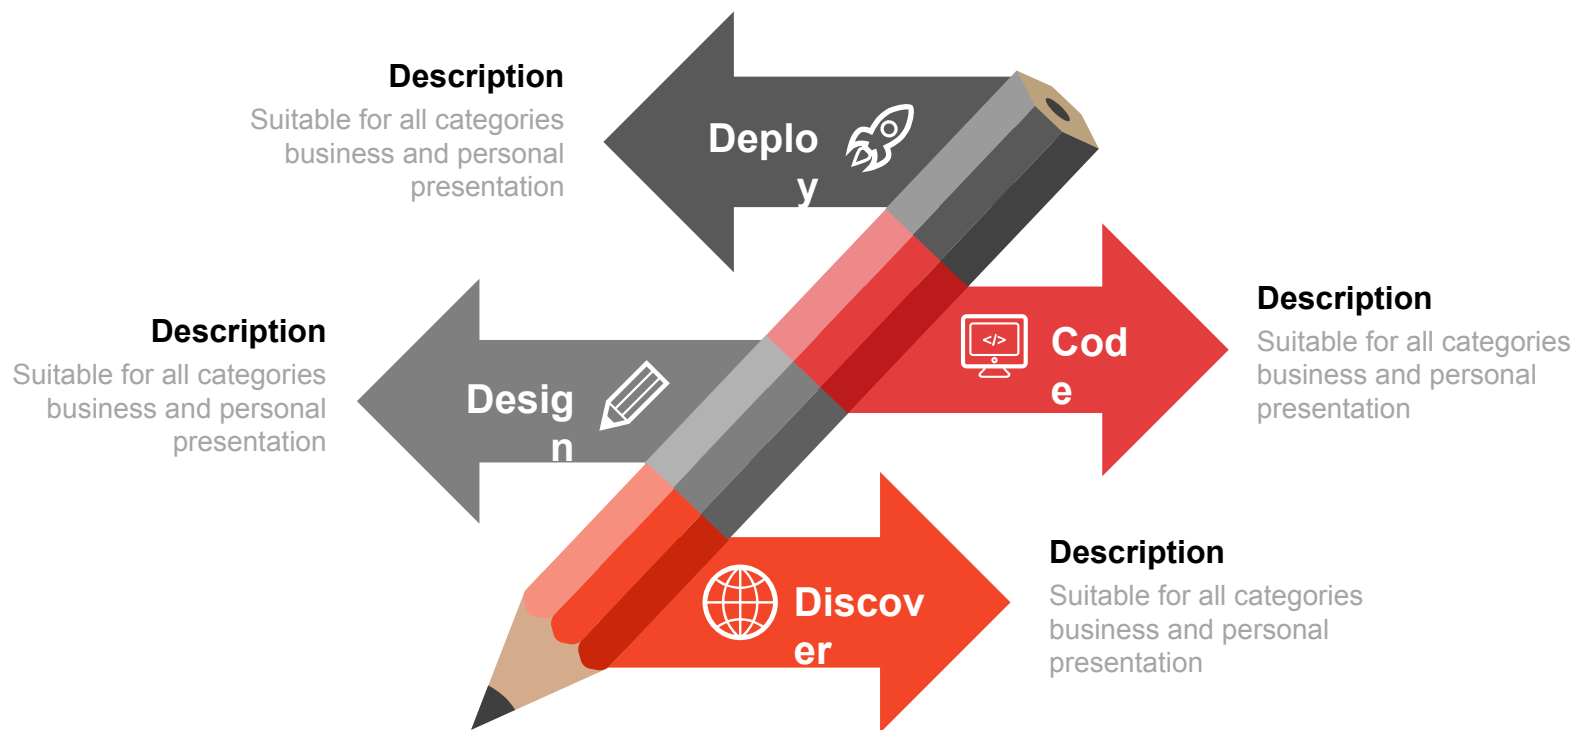 Description
Suitable for all categories
business and personal
presentation
Deplo
y
Description
Suitable for all categories
business and personal
presentation
Cod
e
</>
Description
Suitable for all categories
business and personal
presentation
Desig
n
Description
Suitable for all categories
business and personal
presentation
Discov
er